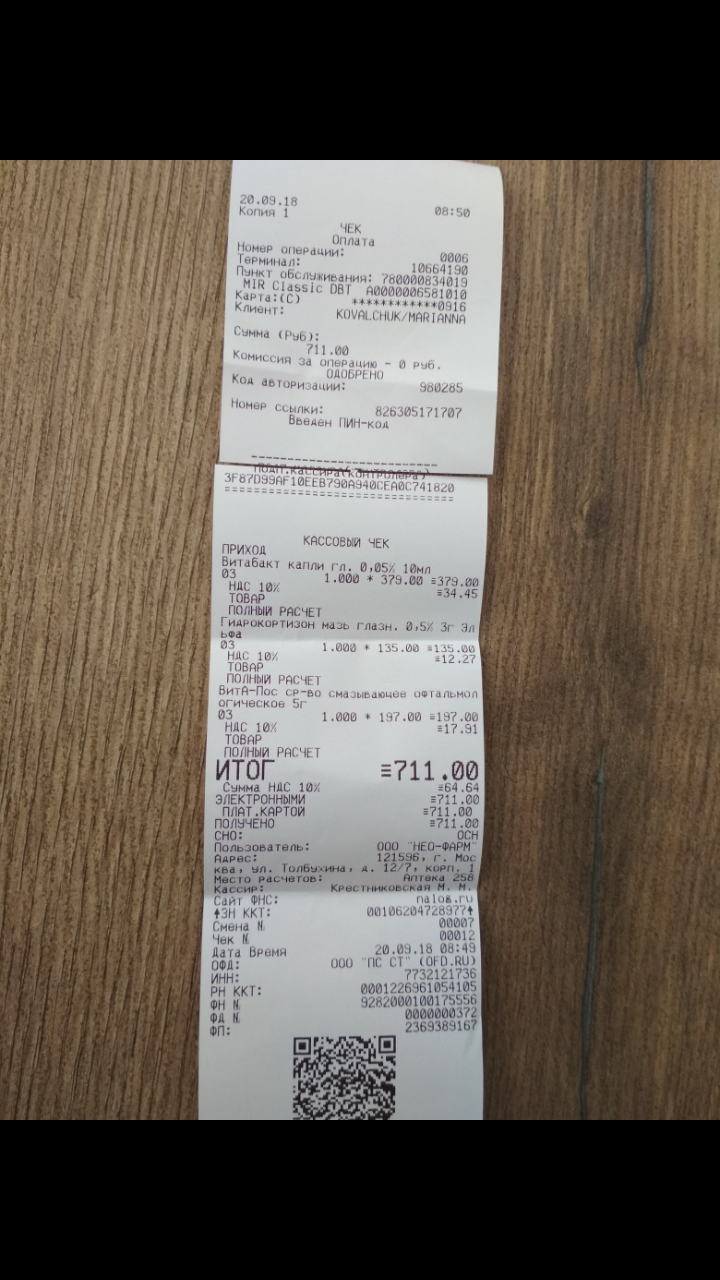 20.09.18 08:50
Копия 1
ЧЕК
Оплата
Номер операции: 0006
Терминал: 10664190
Пункт обслуживания: 780000834019
MIR Classic DBT A0000006581010
Карта:(C) ************0916
Клиент: KOVALCHUK/MARIANNA
Сумма (Руб):
711.00
Комиссия за операцию - 0 руб.
ОДОБРЕНО
Код авторизации: 980285
Номер ссылки: 826305171707
Введен ПИН-код
подп.кассира(контролера)
3F87D99AF10EEB790A940CEA0C741820
==============================
КАССОВЫЙ ЧЕК
ПРИХОД
Витабакт капли гл. 0,05% 10мл
03 1.000 * 379.00 ≡379.00
НДС 10% ≡34.45
ТОВАР
ПОЛНЫЙ РАСЧЕТ
Гидрокортизон мазь глазн. 0,5% 3г Эл
ьфа
03 1.000 * 135.00 ≡135.00
НДС 10% ≡12.27
ТОВАР
ПОЛНЫЙ РАСЧЕТ
ВитА-Пос ср-во смазывающее офтальмол
огическое 5г
03 1.000 * 197.00 ≡197.00
НДС 10% ≡17.91
ТОВАР
ПОЛНЫЙ РАСЧЕТ
ИТОГ ≡711.00
Сумма НДС 10% ≡64.64
ЭЛЕКТРОННЫМИ ≡711.00
ПЛАТ.КАРТОЙ ≡711.00
ПОЛУЧЕНО ≡711.00
СНО: ОСН
Пользователь: ООО "НЕО-ФАРМ"
Адрес: 121596, г. Мос
ква, ул. Толбухина, д. 12/7, корп. 1
Место расчетов: Аптека 258
Кассир: Крестниковская М. М.
Сайт ФНС: nalog.ru
↑ЗН ККТ: 00106204728977↑
Смена № 00007
Чек № 00012
Дата Время 20.09.18 08:49
ОФД: ООО "ПС СТ" (OFD.RU)
ИНН: 7732121736
РН ККТ: 0001226961054105
ФН № 9282000100175556
ФД № 0000000372
ФП: 2369389167